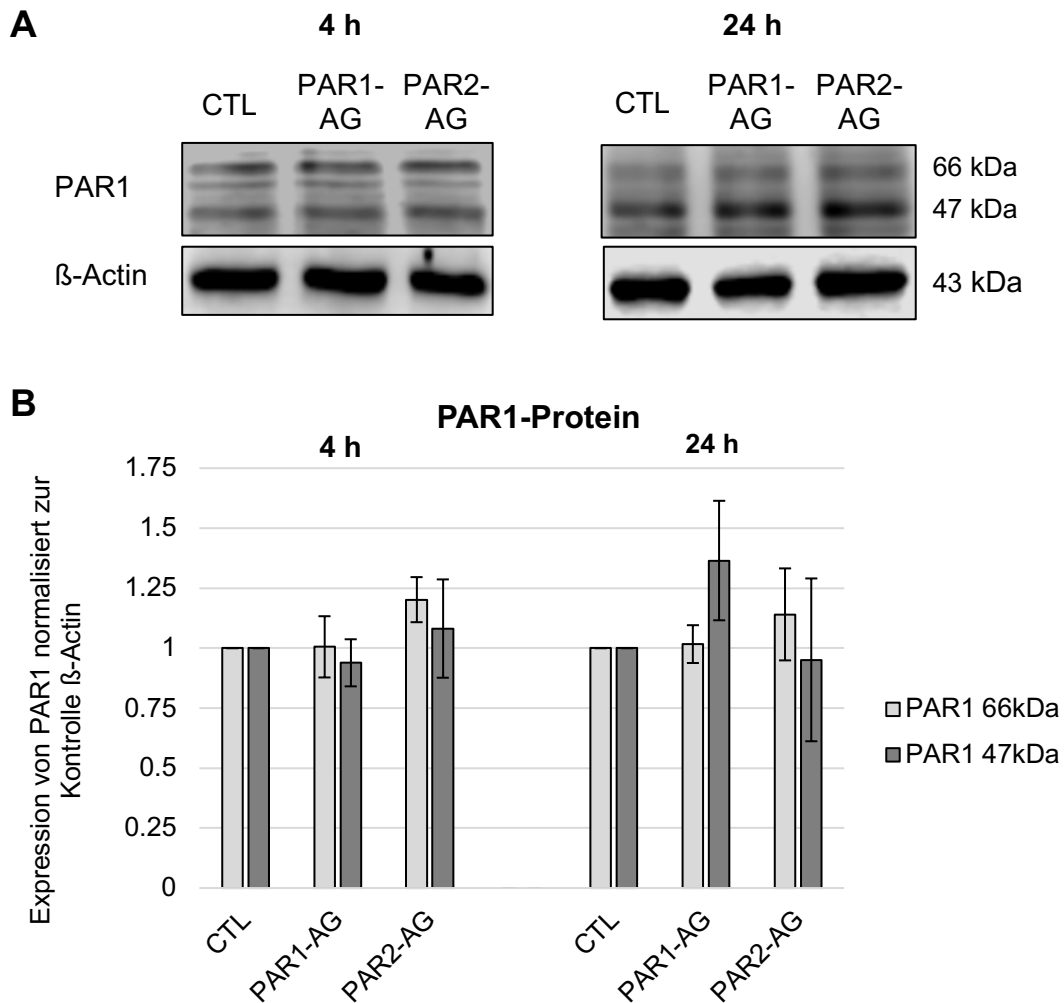 A
4 h
24 h
CTL
PAR1-
AG
PAR2-
AG
CTL
PAR1-
AG
PAR2-
AG
PAR1
66 kDa
47 kDa
ß-Actin
43 kDa
B
PAR1-Protein
4 h
24 h
Expression von PAR1 normalisiert zur
Kontrolle ß-Actin
1.75
1.5
1.25
1
0.75
0.5
0.25
0
CTL
PAR1-AG
PAR2-AG
CTL
PAR1-AG
PAR2-AG
PAR1 66kDa
PAR1 47kDa